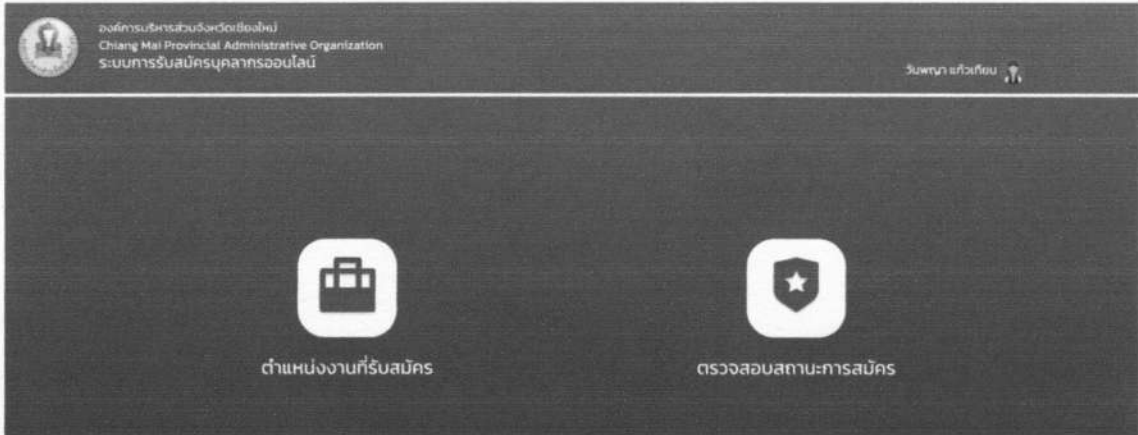 องค์การบริหารส่วนจังหวัดเชียงใหม่
Chiang Mai Provincial Administrative Organization
ระบบการรับสมัครบุคลากรออนไลน์
วันพญา แก้วเทียบ
ตำแหน่งงานที่รับสมัคร
ตรวจสอบสถานะการสมัคร